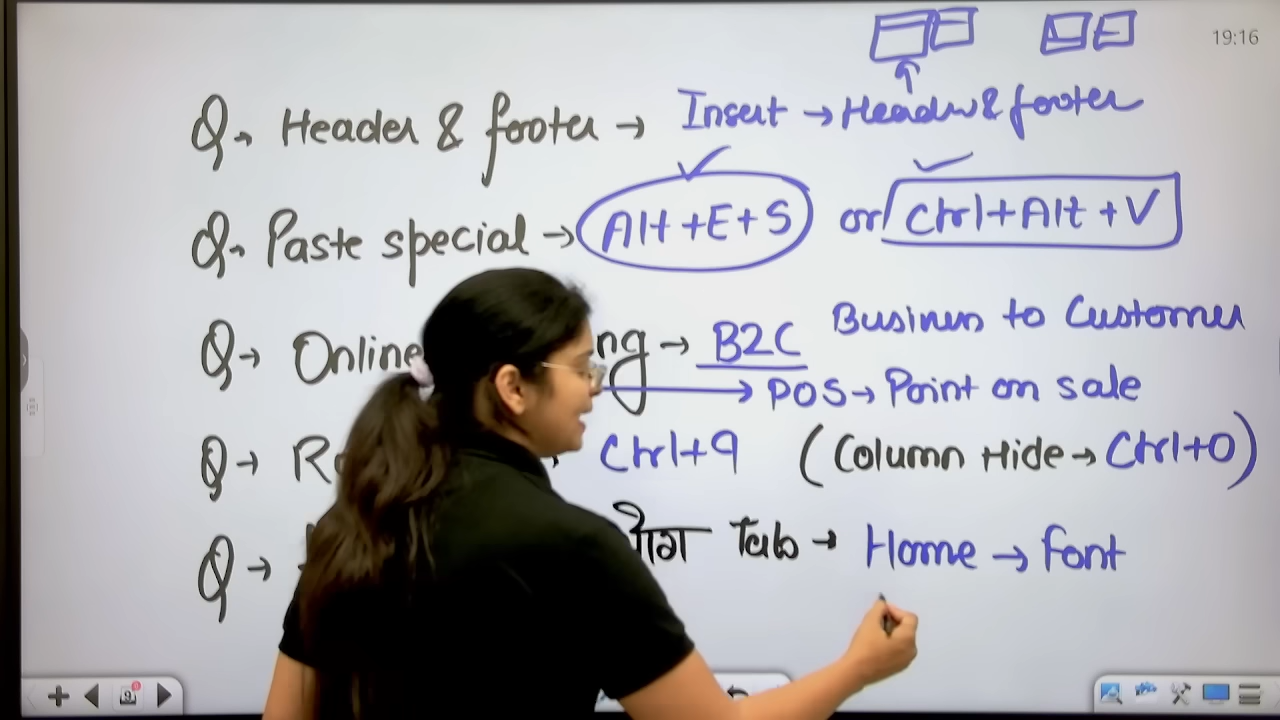 19:16
Q→ Header & footer → Insert → Header & footer
Q→ Paste special → Alt+E+S or Ctrl+Alt+V
Q→ Online ng → B2C Business to Customer
→ POS → Point on sale
Q→ Ctrl+9 (Column Hide → Ctrl+0)
Q→ Tab → Home → Font